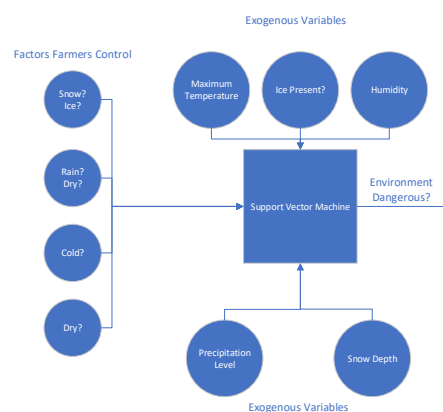 Exogenous Variables
Factors Farmers Control
Snow?
Ice?
Maximum
Temperature
Ice Present?
Humidity
Rain?
Dry?
Support Vector Machine
Environment
Dangerous?
Cold?
Dry?
Precipitation
Level
Snow Depth
Exogenous Variables